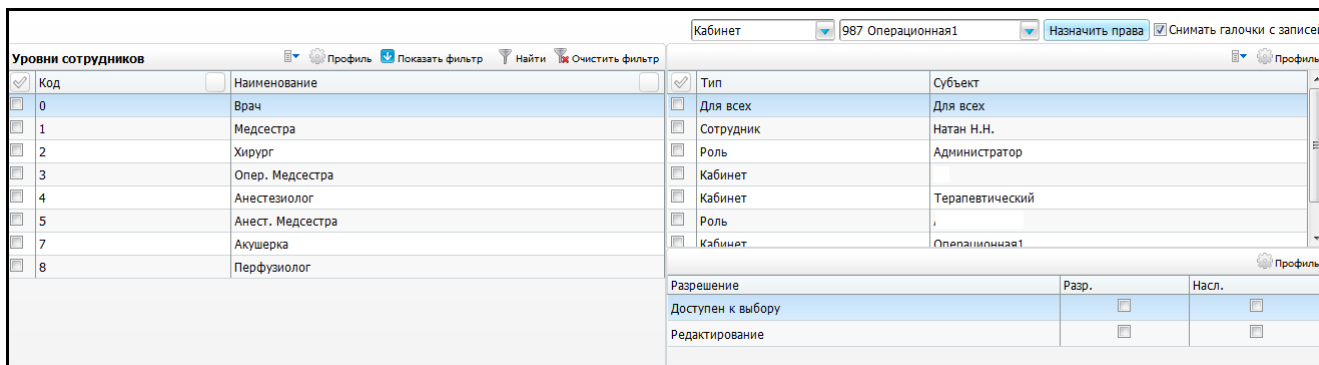 Кабинет 987 Операционная1 Назначить права Снимать галочки с записей
Уровни сотрудников Профиль Показать фильтр Найти Очистить фильтр Профиль
Код Наименование Тип Субъект
0 Врач Для всех Для всех
1 Медсестра Сотрудник Натан Н.Н.
2 Хирург Роль Администратор
3 Опер. Медсестра Кабинет
4 Анестезиолог Кабинет Терапевтический
5 Анест. Медсестра Роль
7 Акушерка Кабинет Операционная1
8 Перфузиолог Профиль
Разрешение Разр. Насл.
Доступен к выбору
Редактирование